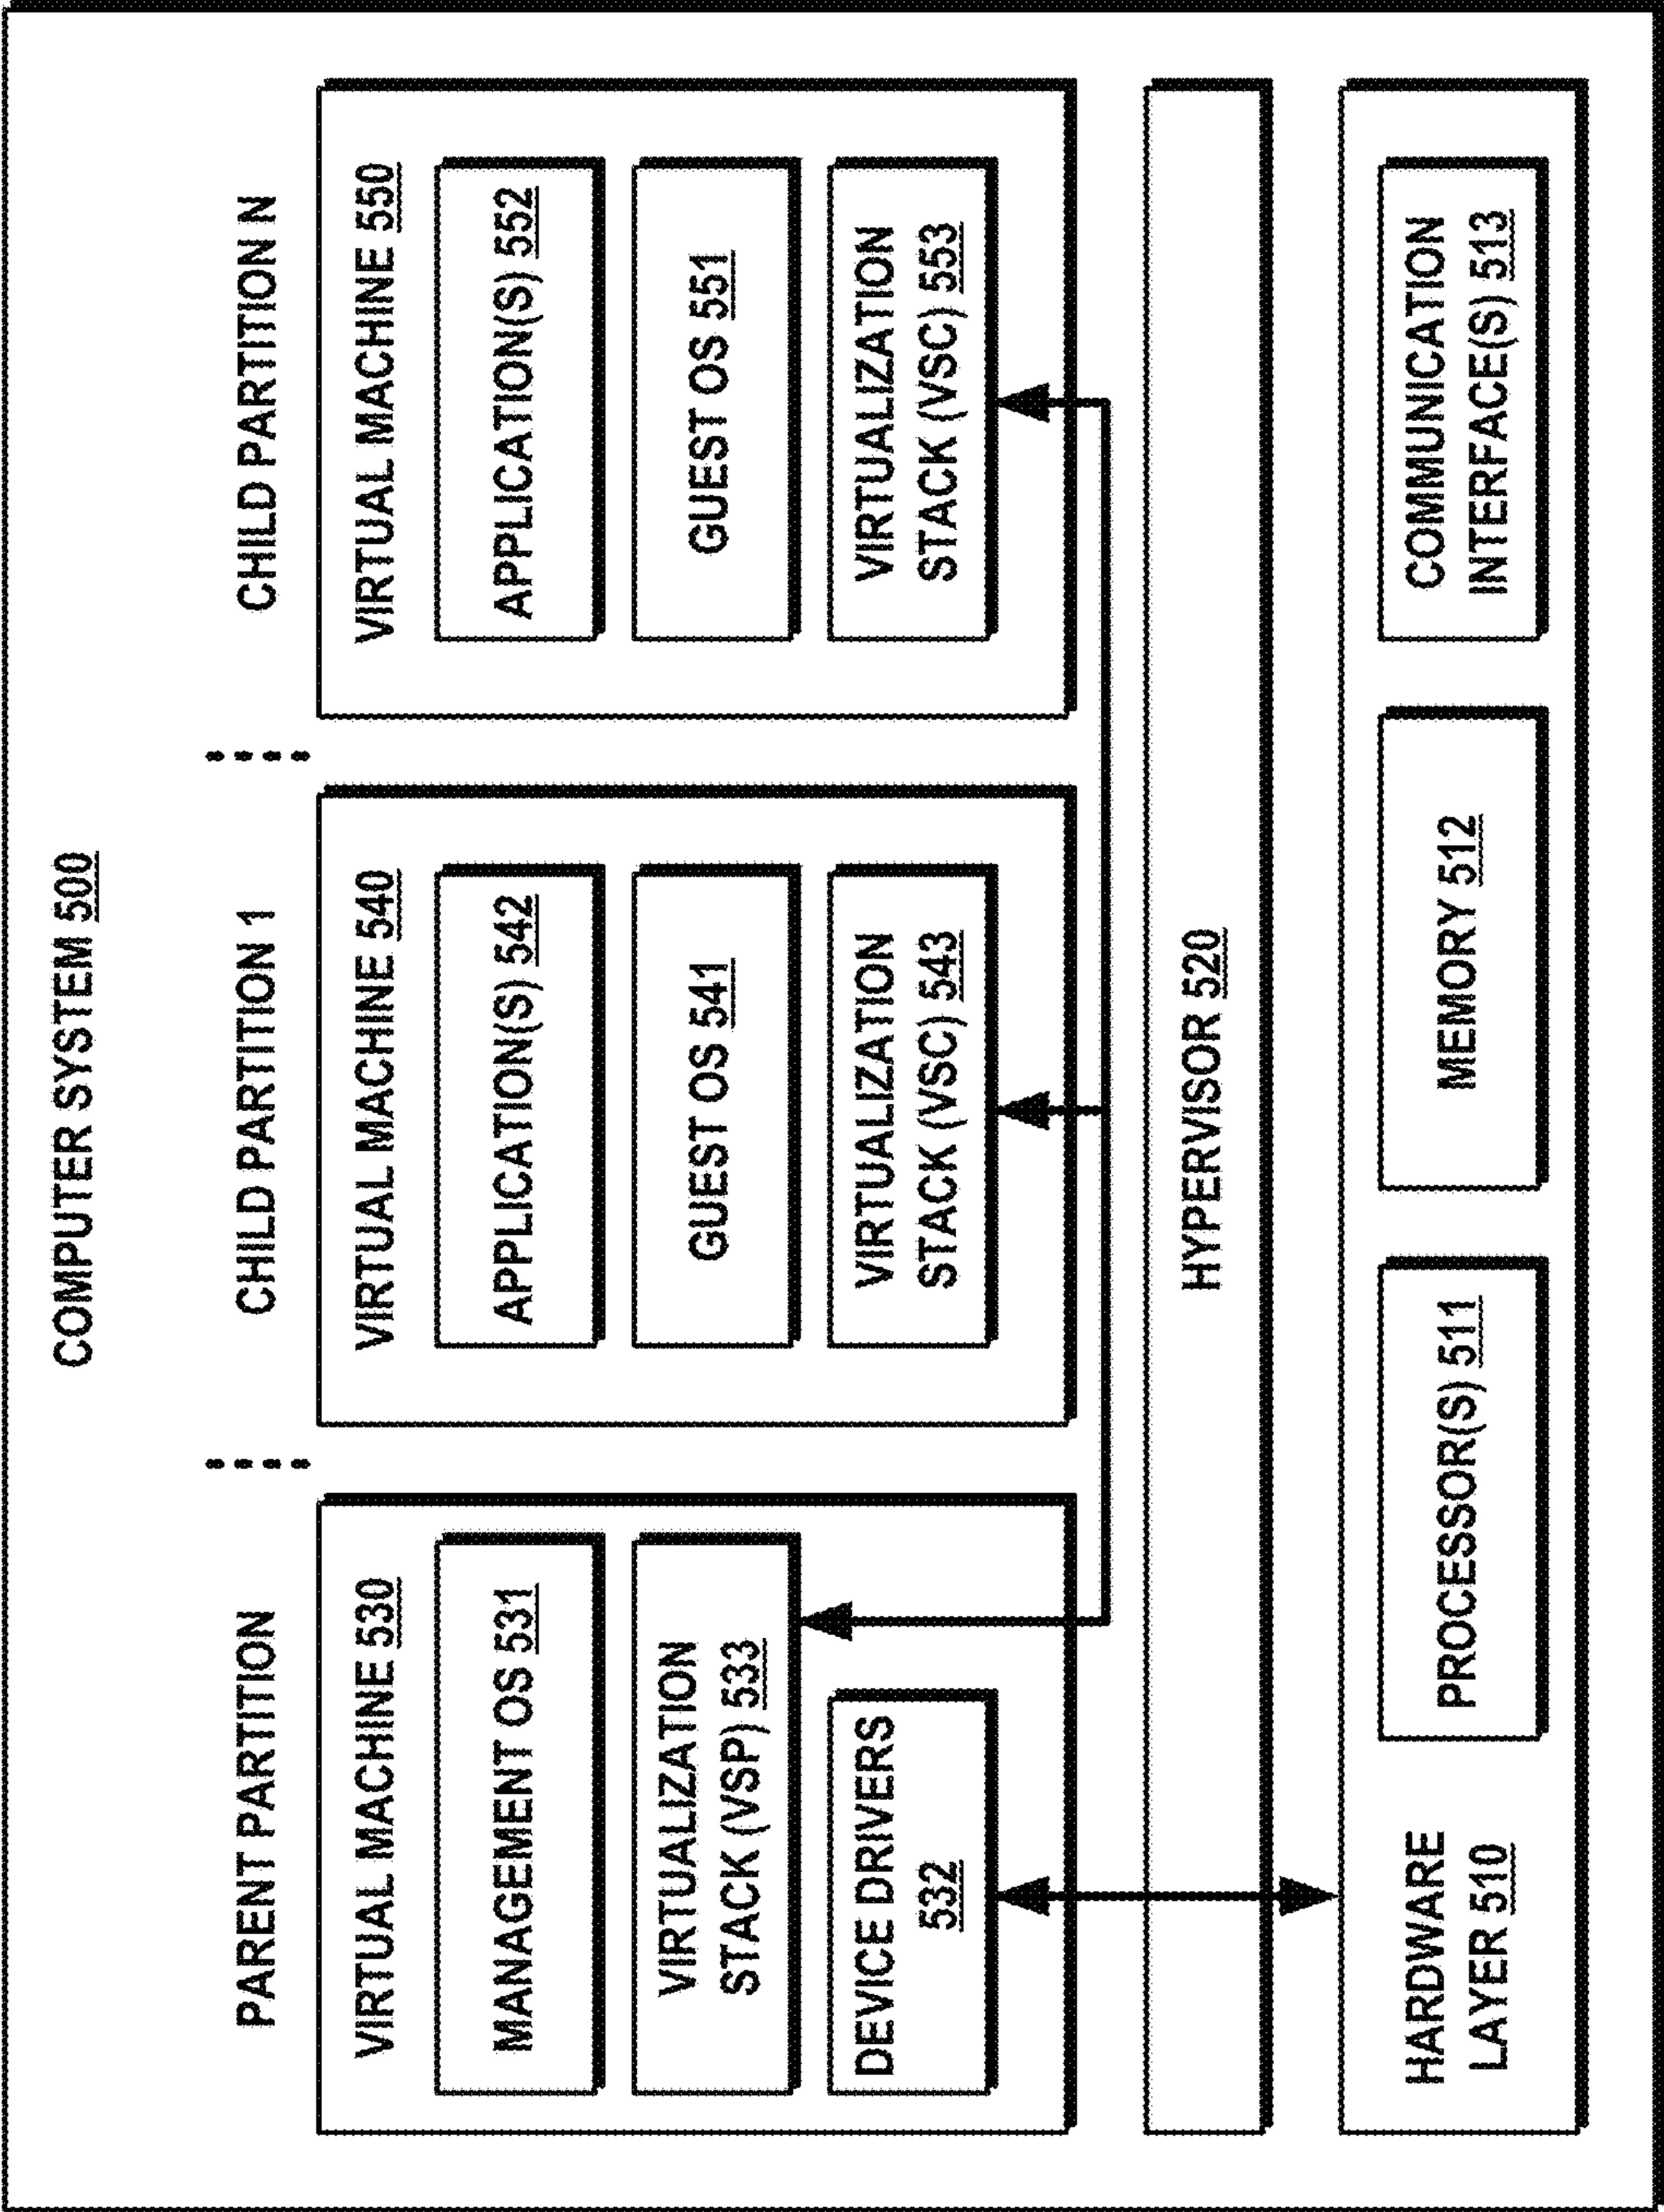 COMPUTER SYSTEM 500
PARENT PARTITION
VIRTUAL MACHINE 530
MANAGEMENT OS 531
VIRTUALIZATION
STACK (VSP) 533
DEVICE DRIVERS
532
CHILD PARTITION 1
VIRTUAL MACHINE 540
APPLICATION(S) 542
GUEST OS 541
VIRTUALIZATION
STACK (VSC) 543
CHILD PARTITION N
VIRTUAL MACHINE 550
APPLICATION(S) 552
GUEST OS 551
VIRTUALIZATION
STACK (VSC) 553
HYPERVISOR 520
HARDWARE
LAYER 510
PROCESSOR(S) 511
MEMORY 512
COMMUNICATION
INTERFACE(S) 513